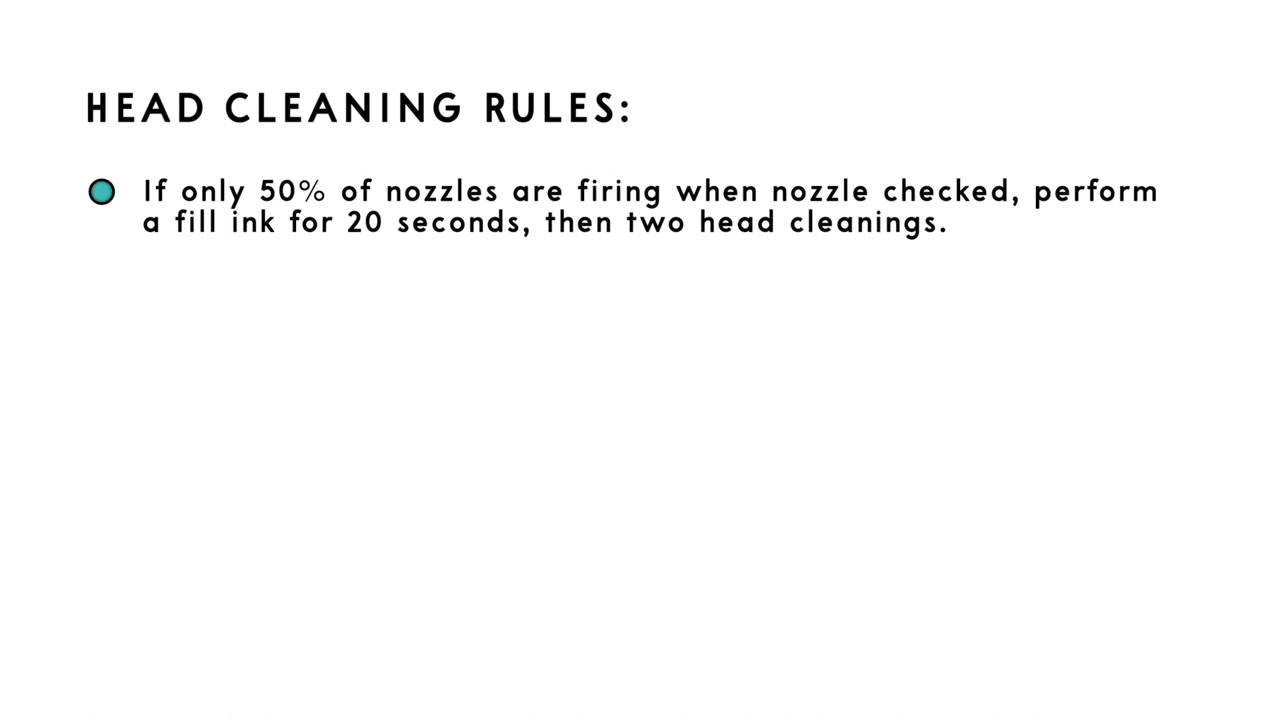 HEAD CLEANING RULES:
If only 50% of nozzles are firing when nozzle checked, perform
a fill ink for 20 seconds, then two head cleanings.